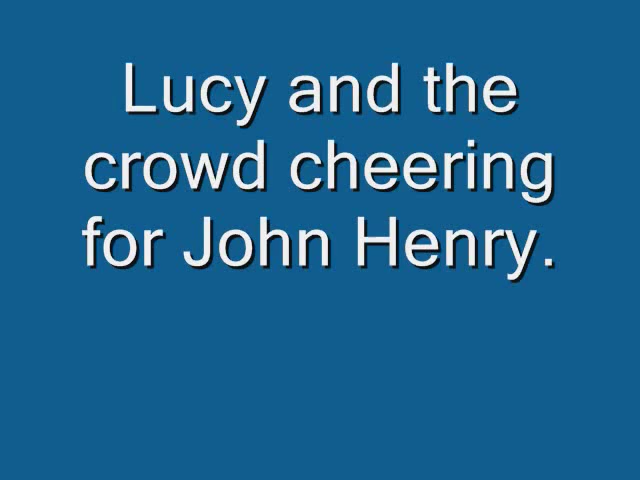 Lucy and the
crowd cheering
for John Henry.